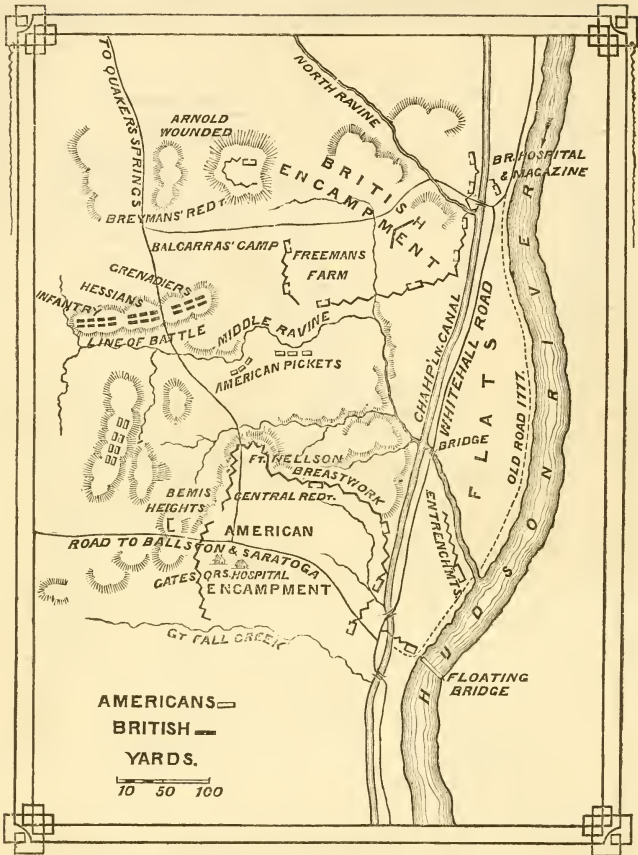 TO QUAKERS SPRINGS
NORTH RAVINE
ARNOLD
WOUNDED
BRITISH
ENCAMPMENT
BR. HOSPITAL
& MAGAZINE
BREYMANS' REDT.
BALCARRAS' CAMP
FREEMANS
FARM
GRENADIERS
HESSIANS
INFANTRY
LINE OF BATTLE
MIDDLE RAVINE
AMERICAN PICKETS
CHAMP'LN. CANAL
WHITEHALL ROAD
FLATS
OLD ROAD 1777.
HUDSON RIVER
BRIDGE
FT. NELLSON
BREASTWORK
BEMIS
HEIGHTS
CENTRAL REDT.
ENTRENCHMTS.
AMERICAN
ROAD TO BALLSTON & SARATOGA
GATES QRS. HOSPITAL
ENCAMPMENT
GT FALL CREEK
FLOATING
BRIDGE
AMERICANS
BRITISH
YARDS.
10 50 100